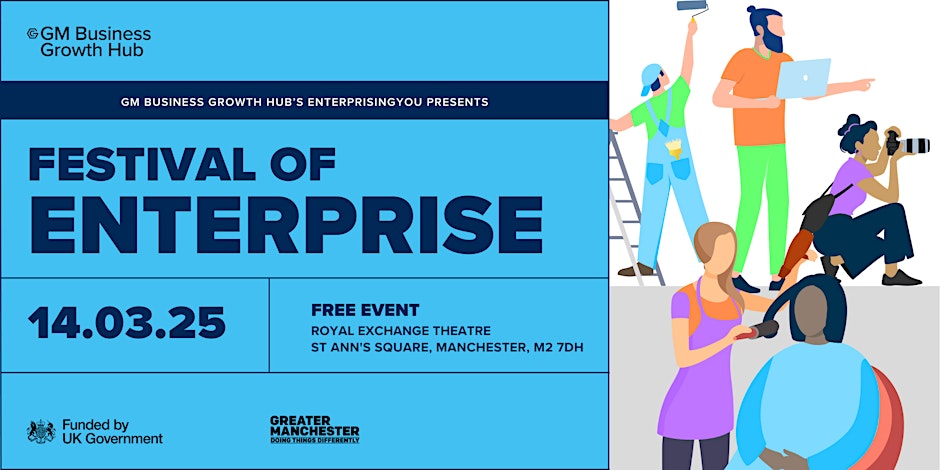 GM Business
Growth Hub
GM BUSINESS GROWTH HUB'S ENTERPRISINGYOU PRESENTS
FESTIVAL OF
ENTERPRISE
14.03.25
FREE EVENT
ROYAL EXCHANGE THEATRE
ST ANN'S SQUARE, MANCHESTER, M2 7DH
Funded by
UK Government
GREATER
MANCHESTER
DOING THINGS DIFFERENTLY